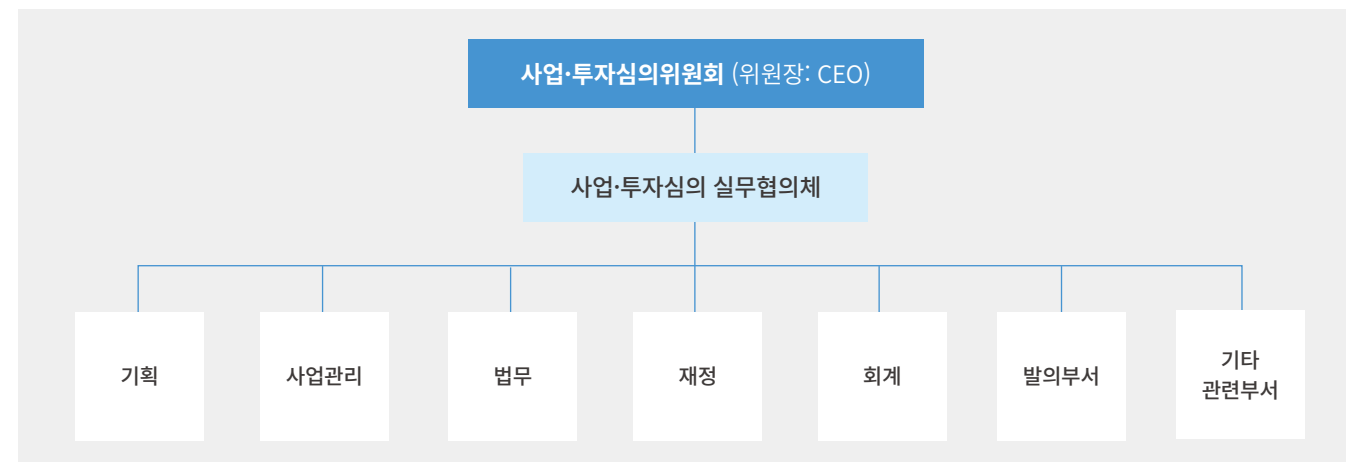 사업·투자심의위원회 (위원장: CEO)
사업·투자심의 실무협의체
기획
사업관리
법무
재정
회계
발의부서
기타
관련부서